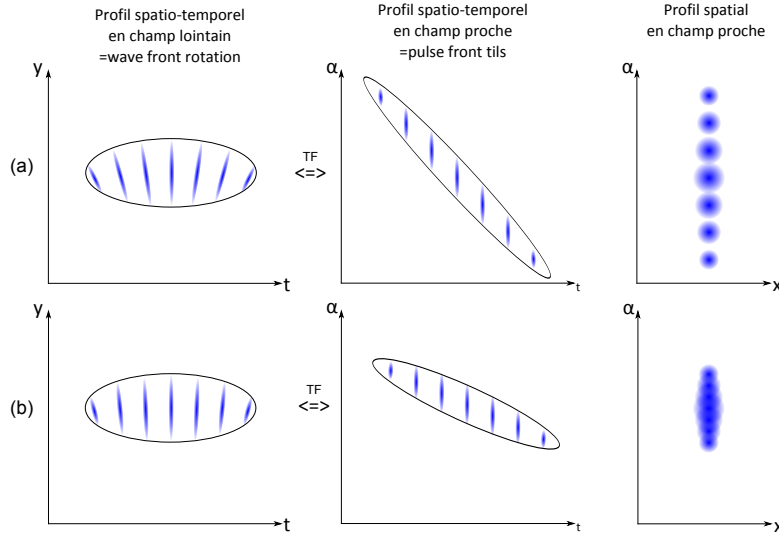 Profil spatio-temporel
en champ lointain
=wave front rotation
Profil spatio-temporel
en champ proche
=pulse front tils
Profil spatial
en champ proche
y
α
α
(a)
TF
<=>
t
t
x
y
α
α
(b)
TF
<=>
t
t
x